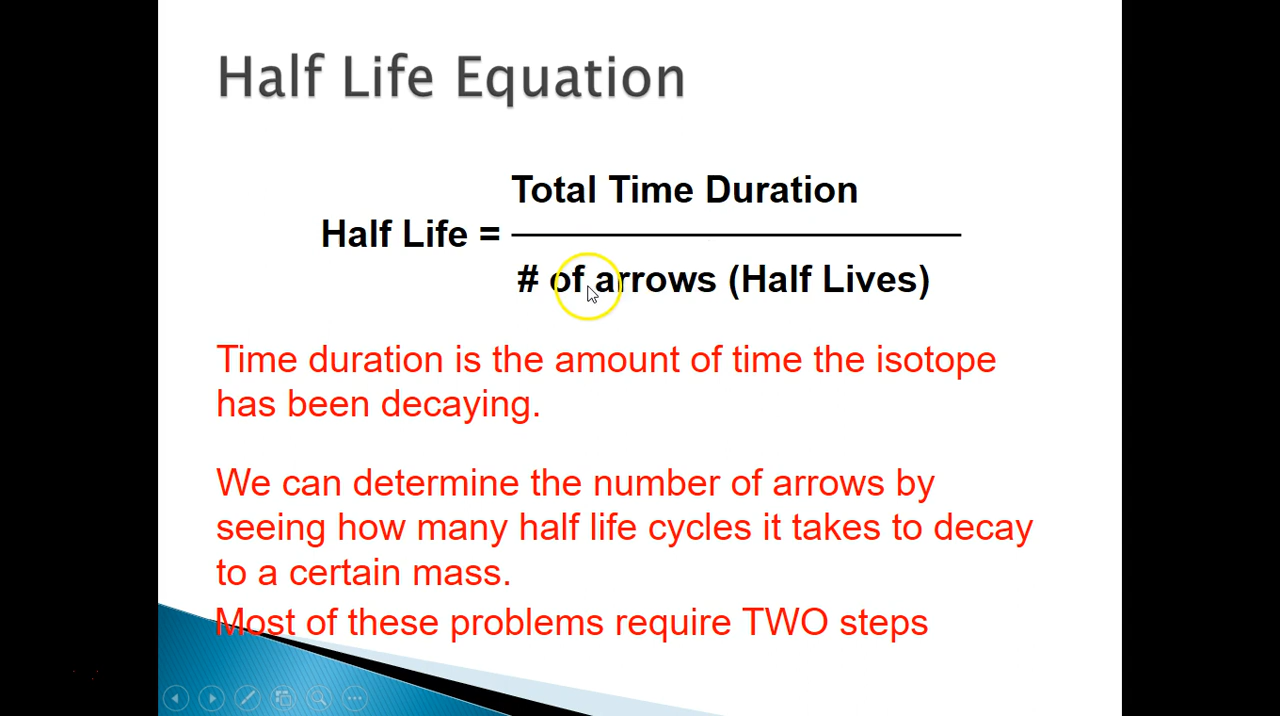 Half Life Equation
Total Time Duration
Half Life =
# of arrows (Half Lives)
Time duration is the amount of time the isotope
has been decaying.
We can determine the number of arrows by
seeing how many half life cycles it takes to decay
to a certain mass.
Most of these problems require TWO steps